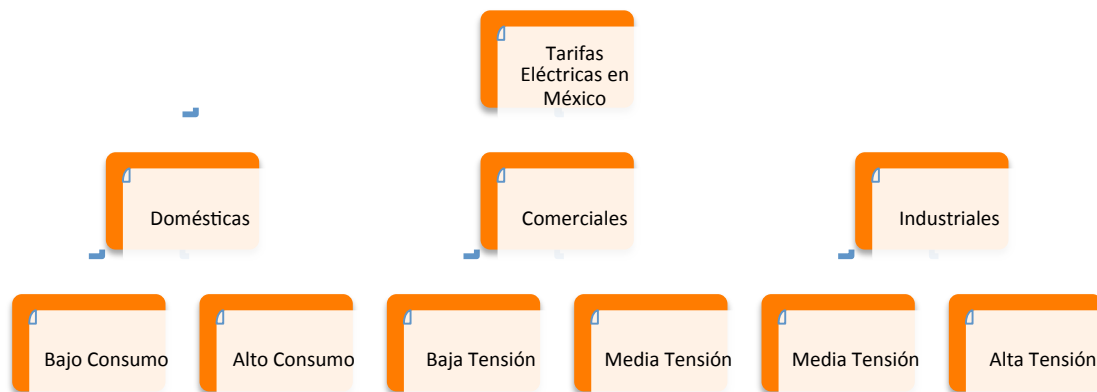 Tarifas
Eléctricas en
México
Domésticas
Comerciales
Industriales
Bajo Consumo
Alto Consumo
Baja Tensión
Media Tensión
Media Tensión
Alta Tensión